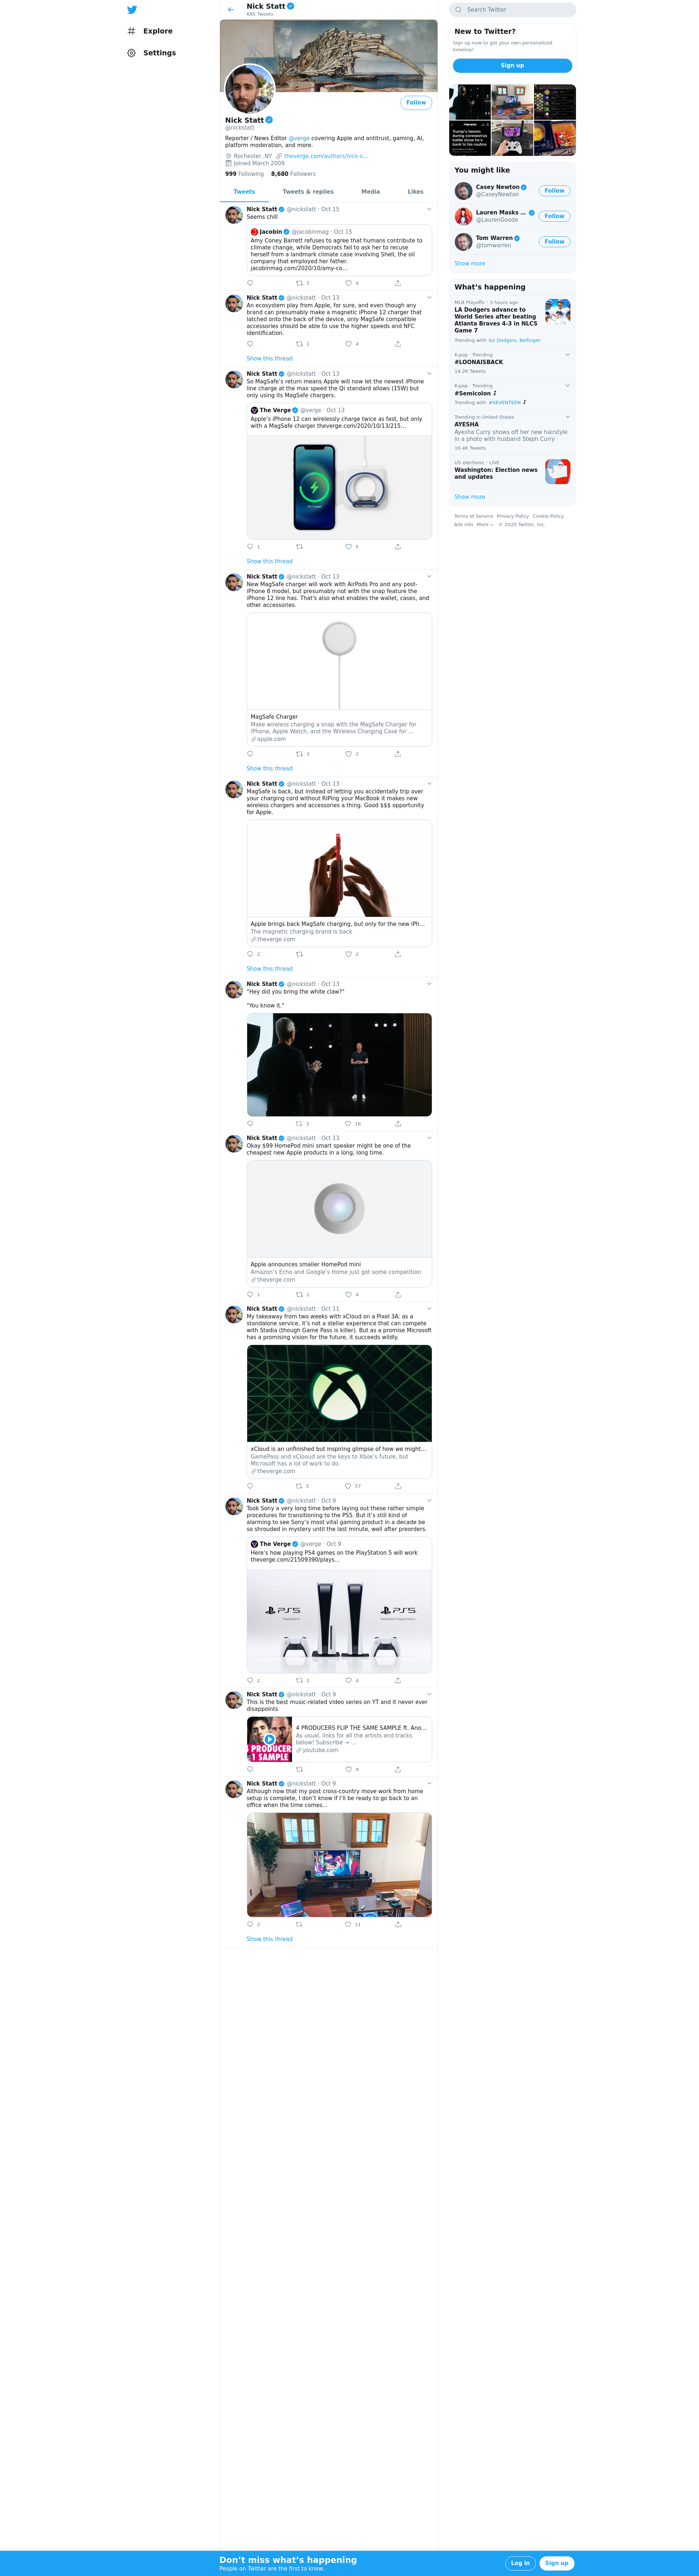 Explore
Settings
Nick Statt
685 Tweets
Follow
Nick Statt
@nickstatt
Reporter / News Editor @verge covering Apple and antitrust, gaming, AI,
platform moderation, and more.
Rochester, NY theverge.com/authors/nick-s…
Joined March 2009
999 Following 8,680 Followers
Tweets Tweets & replies Media Likes
Nick Statt @nickstatt · Oct 15
Seems chill
Jacobin @jacobinmag · Oct 15
Amy Coney Barrett refuses to agree that humans contribute to
climate change, while Democrats fail to ask her to recuse
herself from a landmark climate case involving Shell, the oil
company that employed her father.
jacobinmag.com/2020/10/amy-co…
2 4
Nick Statt @nickstatt · Oct 13
An ecosystem play from Apple, for sure, and even though any
brand can presumably make a magnetic iPhone 12 charger that
latched onto the back of the device, only MagSafe compatible
accessories should be able to use the higher speeds and NFC
identification.
4
Show this thread
Nick Statt @nickstatt · Oct 13
So MagSafe’s return means Apple will now let the newest iPhone
line charge at the max speed the Qi standard allows (15W) but
only using its MagSafe chargers.
The Verge @verge · Oct 13
Apple’s iPhone 12 can wirelessly charge twice as fast, but only
with a MagSafe charger theverge.com/2020/10/13/215…
1 5
Show this thread
Nick Statt @nickstatt · Oct 13
New MagSafe charger will work with AirPods Pro and any post-
iPhone 8 model, but presumably not with the snap feature the
iPhone 12 line has. That's also what enables the wallet, cases, and
other accessories.
MagSafe Charger
Make wireless charging a snap with the MagSafe Charger for
iPhone, Apple Watch, and the Wireless Charging Case for …
apple.com
3 2
Show this thread
Nick Statt @nickstatt · Oct 13
MagSafe is back, but instead of letting you accidentally trip over
your charging cord without RIPing your MacBook it makes new
wireless chargers and accessories a thing. Good $$$ opportunity
for Apple.
Apple brings back MagSafe charging, but only for the new iPh…
The magnetic charging brand is back
theverge.com
2 2
Show this thread
Nick Statt @nickstatt · Oct 13
“Hey did you bring the white claw?”
“You know it.”
3 16
Nick Statt @nickstatt · Oct 13
Okay $99 HomePod mini smart speaker might be one of the
cheapest new Apple products in a long, long time.
Apple announces smaller HomePod mini
Amazon’s Echo and Google’s Home just got some competition
theverge.com
1 2 4
Nick Statt @nickstatt · Oct 11
My takeaway from two weeks with xCloud on a Pixel 3A: as a
standalone service, it’s not a stellar experience that can compete
with Stadia (though Game Pass is killer). But as a promise Microsoft
has a promising vision for the future, it succeeds wildly.
xCloud is an unfinished but inspiring glimpse of how we might…
GamePass and xClooud are the keys to Xbox’s future, but
Microsoft has a lot of work to do.
theverge.com
5 57
Nick Statt @nickstatt · Oct 9
Took Sony a very long time before laying out these rather simple
procedures for transitioning to the PS5. But it’s still kind of
alarming to see Sony’s most vital gaming product in a decade be
so shrouded in mystery until the last minute, well after preorders.
The Verge @verge · Oct 9
Here’s how playing PS4 games on the PlayStation 5 will work
theverge.com/21509390/plays…
PS5 PS5
2 2 4
Nick Statt @nickstatt · Oct 9
This is the best music-related video series on YT and it never ever
disappoints
PRODUCER
1 SAMPLE
4 PRODUCERS FLIP THE SAME SAMPLE ft. Ano…
As usual, links for all the artists and tracks
below! Subscribe → …
youtube.com
4
Nick Statt @nickstatt · Oct 9
Although now that my post cross-country move work from home
setup is complete, I don’t know if I’ll be ready to go back to an
office when the time comes...
2 11
Show this thread
Search Twitter
New to Twitter?
Sign up now to get your own personalized
timeline!
Sign up
Trump’s tweets
during coronavirus
battle show he’s
back to his routine
You might like
Casey Newton
@CaseyNewton
Follow
Lauren Masks …
@LaurenGoode
Follow
Tom Warren
@tomwarren
Follow
Show more
What’s happening
MLB Playoffs · 3 hours ago
LA Dodgers advance to
World Series after beating
Atlanta Braves 4-3 in NLCS
Game 7
Trending with Go Dodgers, Bellinger
K-pop · Trending
#LOONAISBACK
14.2K Tweets
K-pop · Trending
#Semicolon
Trending with #SEVENTEEN
Trending in United States
AYESHA
Ayesha Curry shows off her new hairstyle
in a photo with husband Steph Curry
10.4K Tweets
US elections · LIVE
Washington: Election news
and updates
Show more
Terms of Service Privacy Policy Cookie Policy
Ads info More © 2020 Twitter, Inc.
Don’t miss what’s happening
People on Twitter are the first to know.
Log in
Sign up